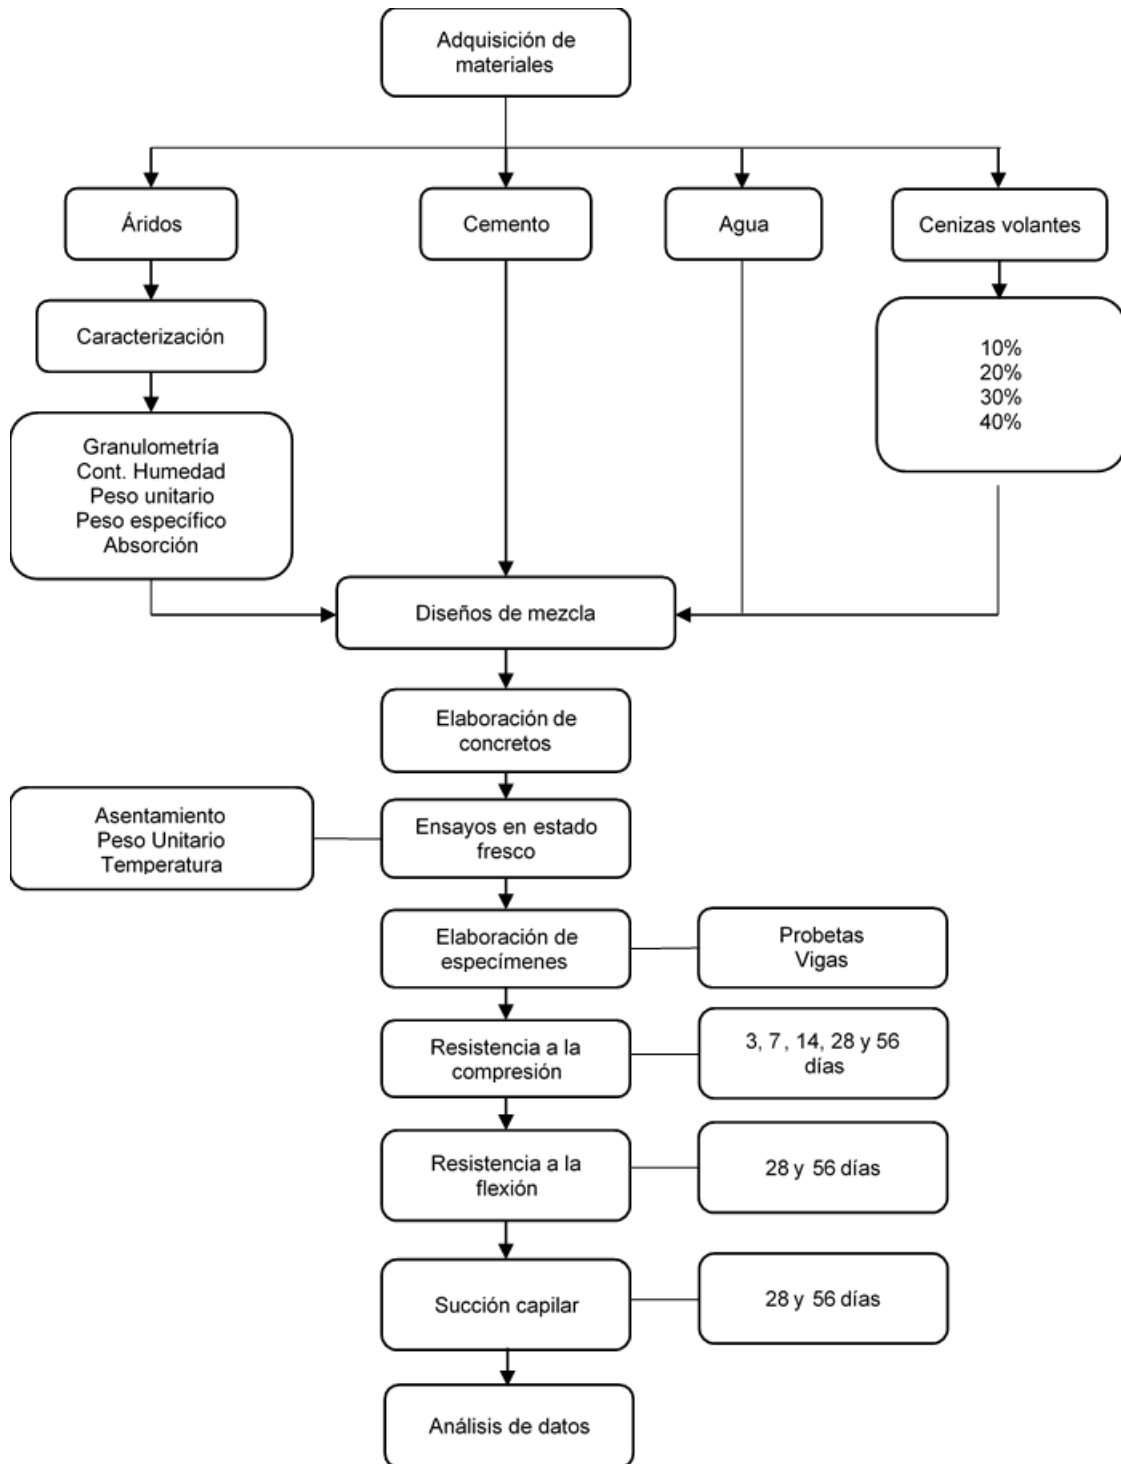 Adquisición de
materiales
Áridos
Cemento
Agua
Cenizas volantes
Caracterización
10%
20%
30%
40%
Granulometría
Cont. Humedad
Peso unitario
Peso específico
Absorción
Diseños de mezcla
Elaboración de
concretos
Asentamiento
Peso Unitario
Temperatura
Ensayos en estado
fresco
Elaboración de
especímenes
Probetas
Vigas
Resistencia a la
compresión
3, 7 , 14, 28 y 56
días
Resistencia a la
flexión
28 y 56 días
Succión capilar
28 y 56 días
Análisis de datos